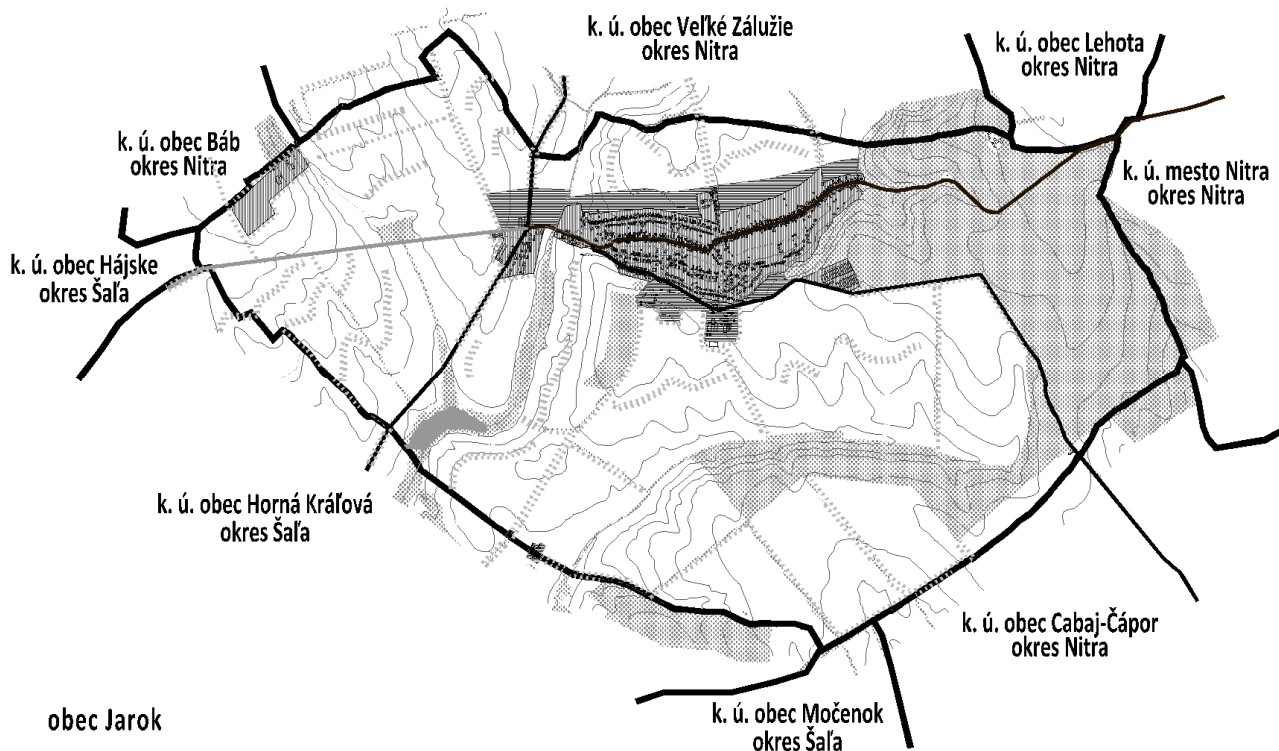 k. ú. obec Veľké Zálužie
okres Nitra
k. ú. obec Lehota
okres Nitra
k. ú. obec Báb
okres Nitra
k. ú. mesto Nitra
okres Nitra
k. ú. obec Hájske
okres Šaľa
k. ú. obec Horná Kráľová
okres Šaľa
k. ú. obec Cabaj-Čápor
okres Nitra
k. ú. obec Močenok
okres Šaľa
obec Jarok